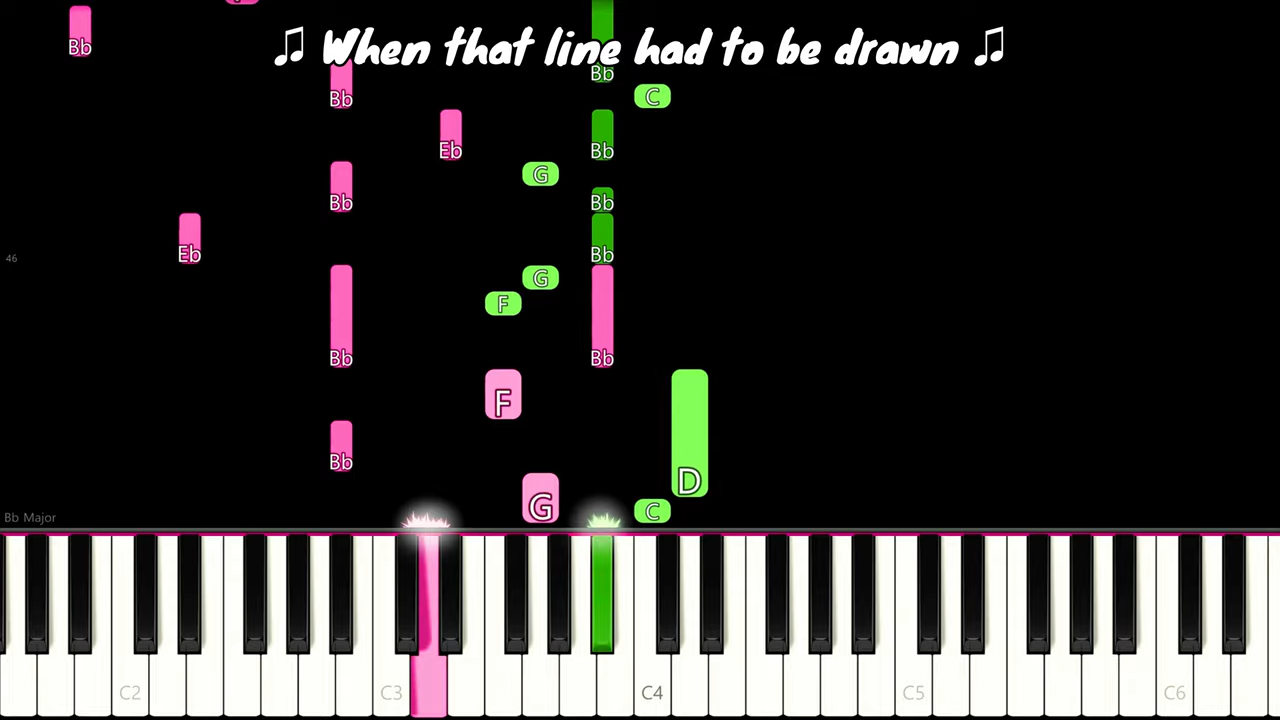 ♫ When that line had to be drawn ♫
Bb
Bb
Bb
C
Eb
Bb
G
Bb
Bb
Eb
Bb
46
G
F
Bb
Bb
F
Bb
D
G
C
Bb Major
C2
C3
C4
C5
C6